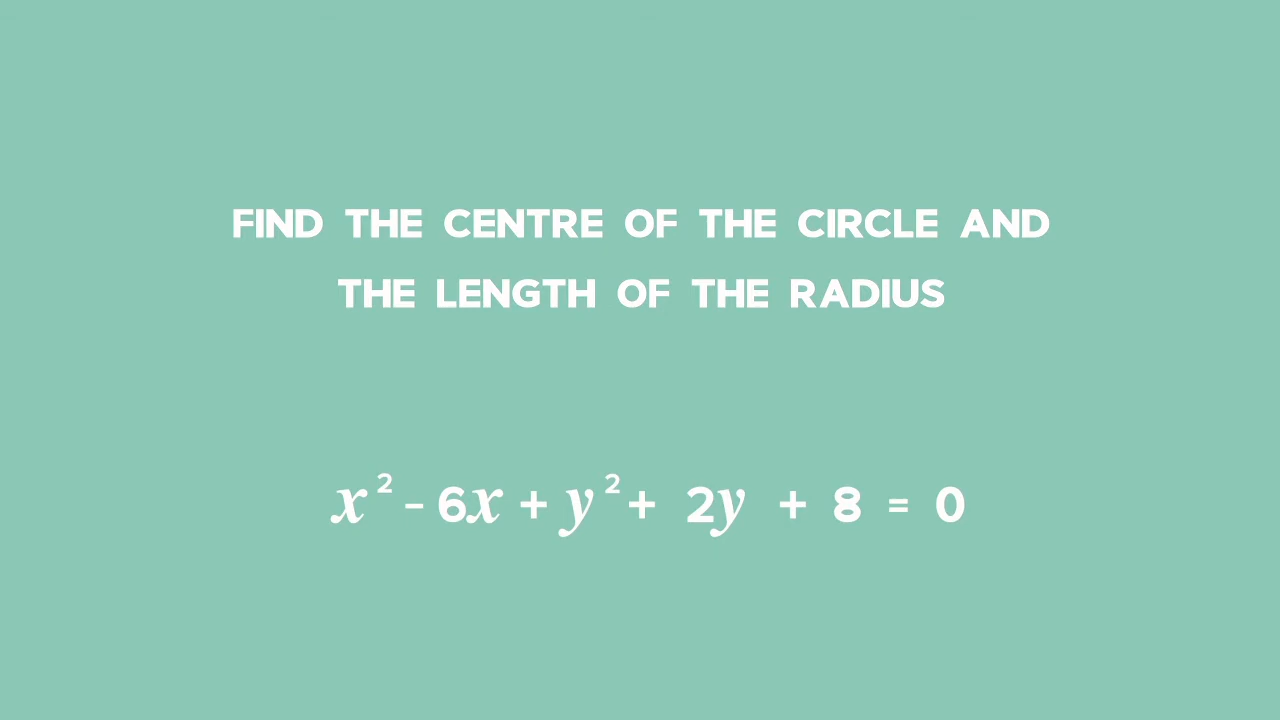 FIND THE CENTRE OF THE CIRCLE AND
THE LENGTH OF THE RADIUS
x² - 6x + y² + 2y + 8 = 0